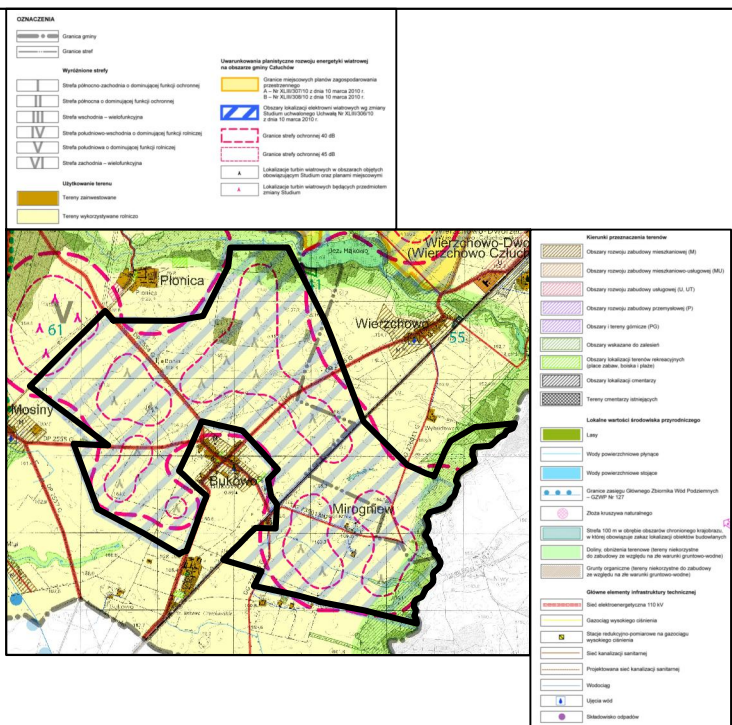 OZNACZENIA
Granica gminy
Granice stref
Wyróżnione strefy
I Strefa północno-zachodnia o dominującej funkcji ochronnej
II Strefa północna o dominującej funkcji ochronnej
III Strefa wschodnia – wielofunkcyjna
IV Strefa południowo-wschodnia o dominującej funkcji rolniczej
V Strefa południowa o dominującej funkcji rolniczej
VI Strefa zachodnia – wielofunkcyjna
Użytkowanie terenu
Tereny zainwestowane
Tereny wykorzystywane rolniczo
Uwarunkowania planistyczne rozwoju energetyki wiatrowej
na obszarze gminy Człuchów
Granice miejscowych planów zagospodarowania
przestrzennego
A – Nr XLIII/307/10 z dnia 10 marca 2010 r.
B – Nr XLIII/308/10 z dnia 10 marca 2010 r.
Obszary lokalizacji elektrowni wiatrowych wg zmiany
Studium uchwalonego Uchwałą Nr XLIII/306/10
z dnia 10 marca 2010 r.
Granice strefy ochronnej 40 dB
Granice strefy ochronnej 45 dB
Lokalizacje turbin wiatrowych w obszarach objętych
obowiązującym Studium oraz planami miejscowymi
Lokalizacje turbin wiatrowych będących przedmiotem
zmiany Studium
Wierzchowo-Dwo
(Wierzchowo Człuch
Płonica
V
61
Wierzchowo
55
Mosiny
Bukowo
Mirogniew
Kierunki przeznaczenia terenów
Obszary rozwoju zabudowy mieszkaniowej (M)
Obszary rozwoju zabudowy mieszkaniowo-usługowej (MU)
Obszary rozwoju zabudowy usługowej (U, UT)
Obszary rozwoju zabudowy przemysłowej (P)
Obszary i tereny górnicze (PG)
Obszary wskazane do zalesień
Obszary lokalizacji terenów rekreacyjnych
(place zabaw, boiska i plaże)
Obszary lokalizacji cmentarzy
Tereny cmentarzy istniejących
Lokalne wartości środowiska przyrodniczego
Lasy
Wody powierzchniowe płynące
Wody powierzchniowe stojące
Granice zasięgu Głównego Zbiornika Wód Podziemnych
– GZWP Nr 127
Złoża kruszywa naturalnego
Strefa 100 m w obrębie obszarów chronionego krajobrazu,
w której obowiązuje zakaz lokalizacji obiektów budowlanych
Doliny, obniżenia terenowe (tereny niekorzystne
do zabudowy ze względu na złe warunki gruntowo-wodne)
Grunty organiczne (tereny niekorzystne do zabudowy
ze względu na złe warunki gruntowo-wodne)
Główne elementy infrastruktury technicznej
Sieć elektroenergetyczna 110 kV
Gazociąg wysokiego ciśnienia
Stacje redukcyjno-pomiarowe na gazociągu
wysokiego ciśnienia
Sieć kanalizacji sanitarnej
Projektowana sieć kanalizacji sanitarnej
Wodociąg
Ujęcia wód
Składowisko odpadów